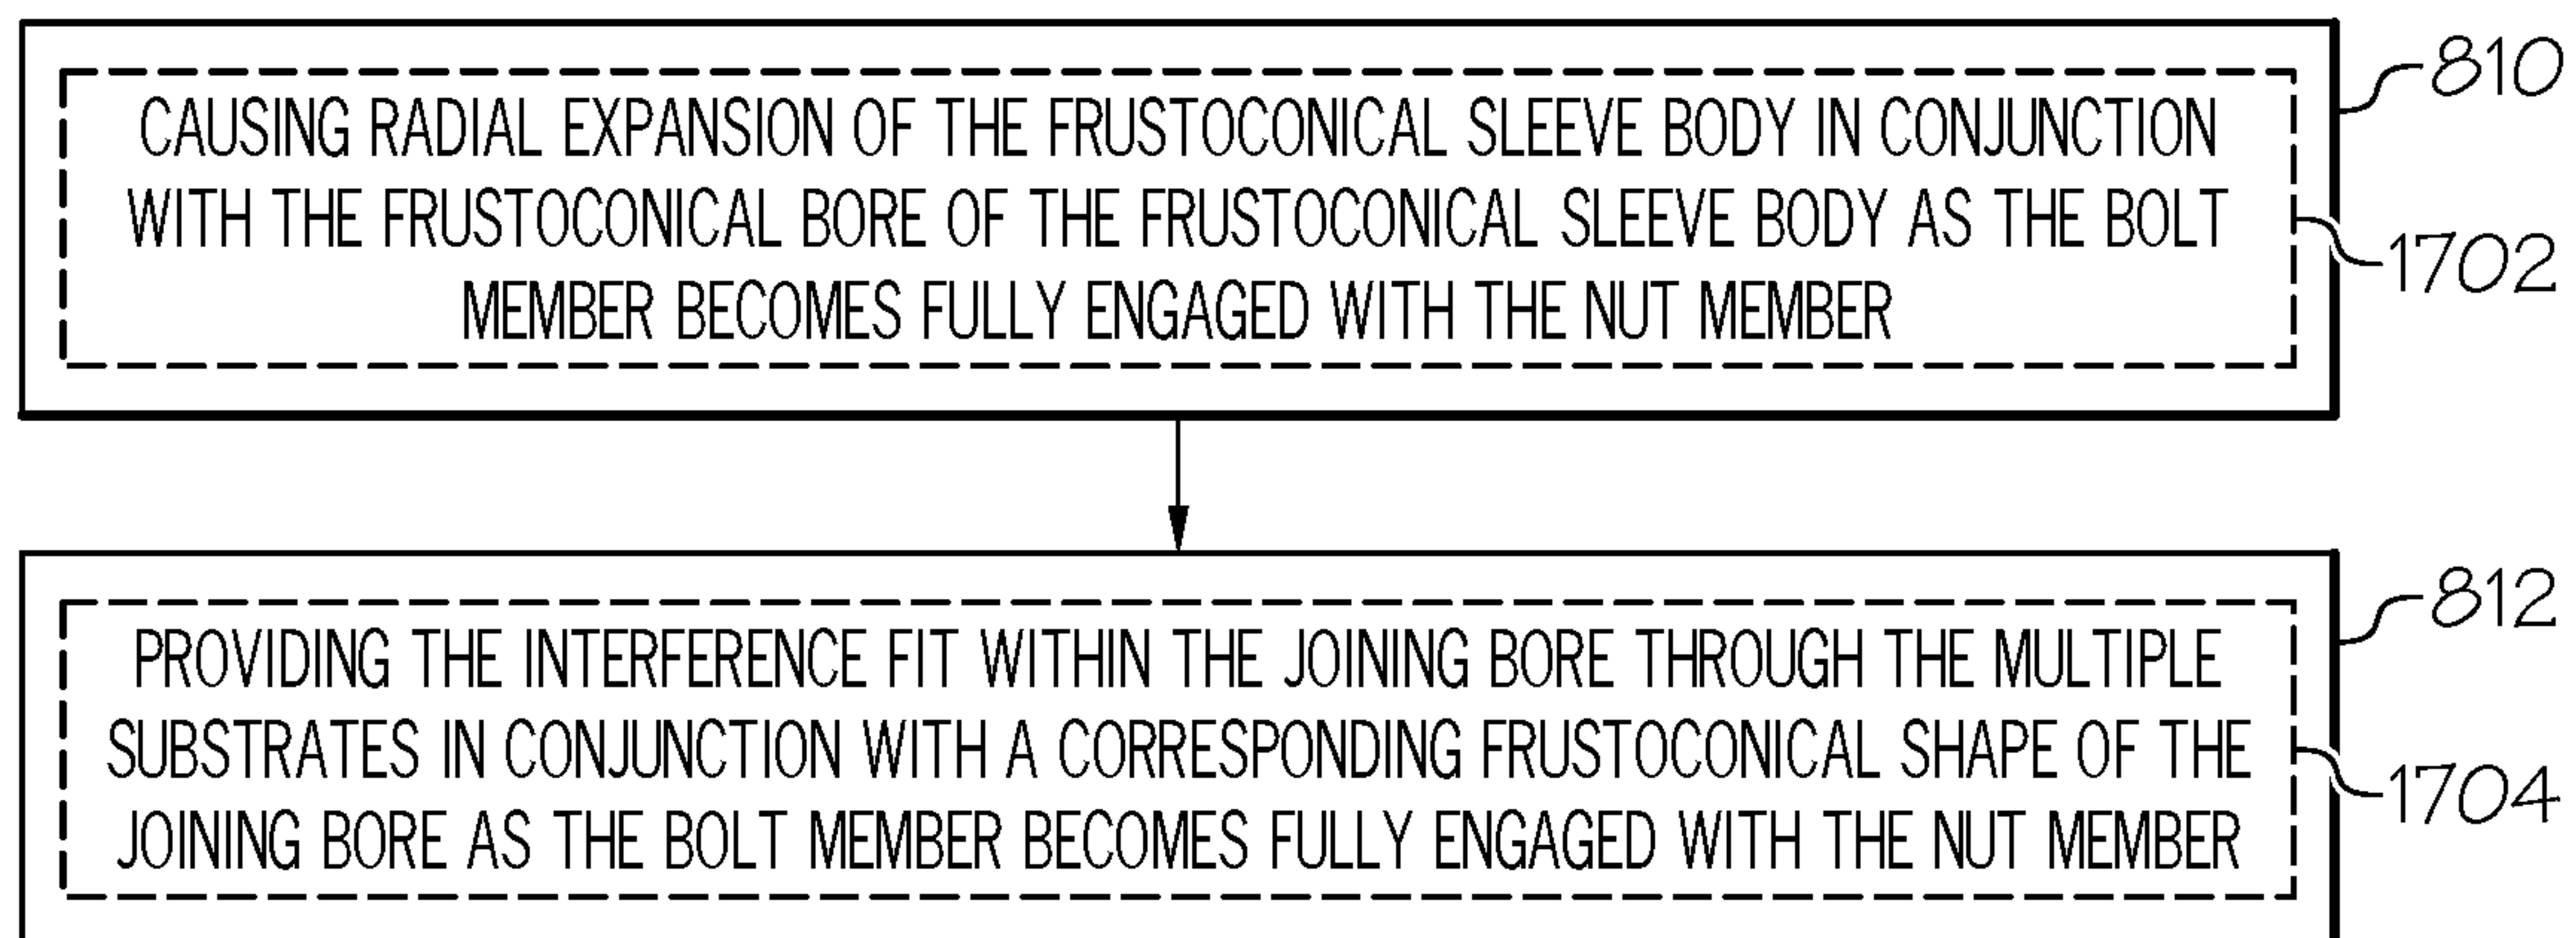 810
CAUSING RADIAL EXPANSION OF THE FRUSTOCONICAL SLEEVE BODY IN CONJUNCTION
WITH THE FRUSTOCONICAL BORE OF THE FRUSTOCONICAL SLEEVE BODY AS THE BOLT
MEMBER BECOMES FULLY ENGAGED WITH THE NUT MEMBER
1702
812
PROVIDING THE INTERFERENCE FIT WITHIN THE JOINING BORE THROUGH THE MULTIPLE
SUBSTRATES IN CONJUNCTION WITH A CORRESPONDING FRUSTOCONICAL SHAPE OF THE
JOINING BORE AS THE BOLT MEMBER BECOMES FULLY ENGAGED WITH THE NUT MEMBER
1704